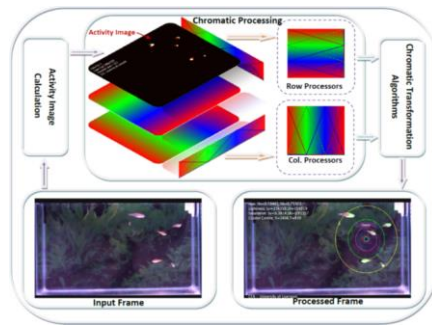 Chromatic Processing
Activity Image
Activity Image
Calculation
Row Processors
Col. Processors
Chromatic Transformation
Algorithms
Input Frame
Processed Frame